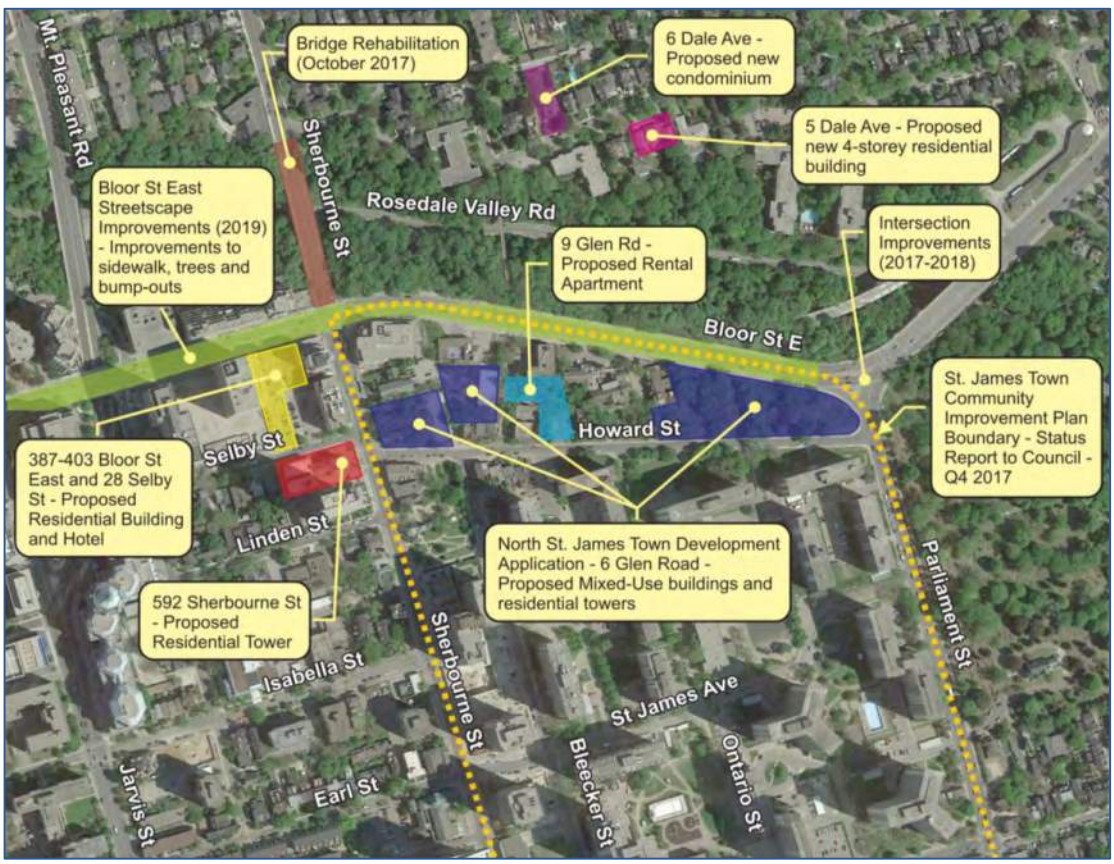 Mt. Pleasant Rd
Bridge Rehabilitation
(October 2017)
6 Dale Ave -
Proposed new
condominium
5 Dale Ave - Proposed
new 4-storey residential
building
Sherbourne St
Bloor St East
Streetscape
Improvements (2019)
- Improvements to
sidewalk, trees and
bump-outs
Rosedale Valley Rd
9 Glen Rd -
Proposed Rental
Apartment
Intersection
Improvements
(2017-2018)
Bloor St E
St. James Town
Community
Improvement Plan
Boundary - Status
Report to Council -
Q4 2017
387-403 Bloor St
East and 28 Selby
St - Proposed
Residential Building
and Hotel
Selby St
Howard St
Linden St
North St. James Town Development
Application - 6 Glen Road -
Proposed Mixed-Use buildings and
residential towers
592 Sherbourne St
- Proposed
Residential Tower
Parliament St
Sherbourne St
Isabella St
St James Ave
Jarvis St
Earl St
Bleecker St
Ontario St